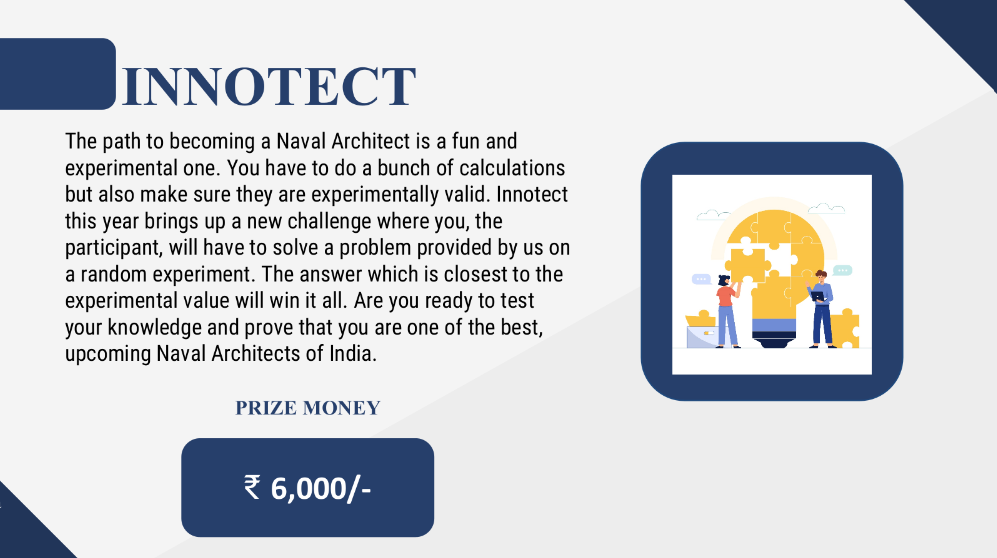 INNOTECT
The path to becoming a Naval Architect is a fun and
experimental one. You have to do a bunch of calculations
but also make sure they are experimentally valid. Innotect
this year brings up a new challenge where you, the
participant, will have to solve a problem provided by us on
a random experiment. The answer which is closest to the
experimental value will win it all. Are you ready to test
your knowledge and prove that you are one of the best,
upcoming Naval Architects of India.
PRIZE MONEY
₹ 6,000/-